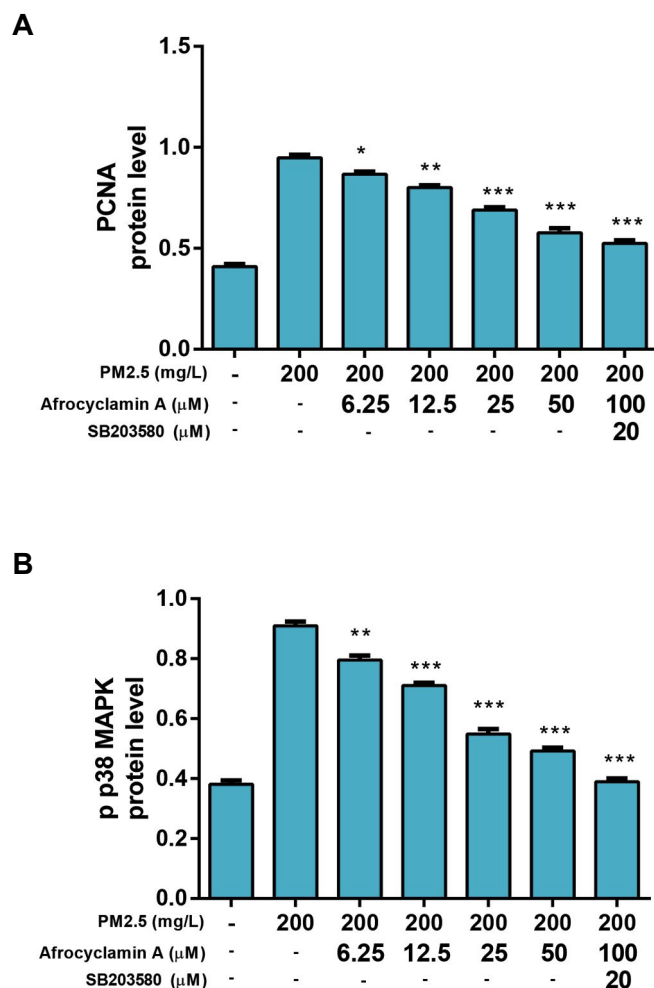 A
PCNA
protein level
1.5
1.0
0.5
0.0
* ** *** *** ***
PM2.5 (mg/L) - 200 200 200 200 200 200
Afrocyclamin A (μM) - - 6.25 12.5 25 50 100
SB203580 (μM) - - - - - - 20
B
p p38 MAPK
protein level
1.0
0.8
0.6
0.4
0.2
0.0
** *** *** *** ***
PM2.5 (mg/L) - 200 200 200 200 200 200
Afrocyclamin A (μM) - - 6.25 12.5 25 50 100
SB203580 (μM) - - - - - - 20